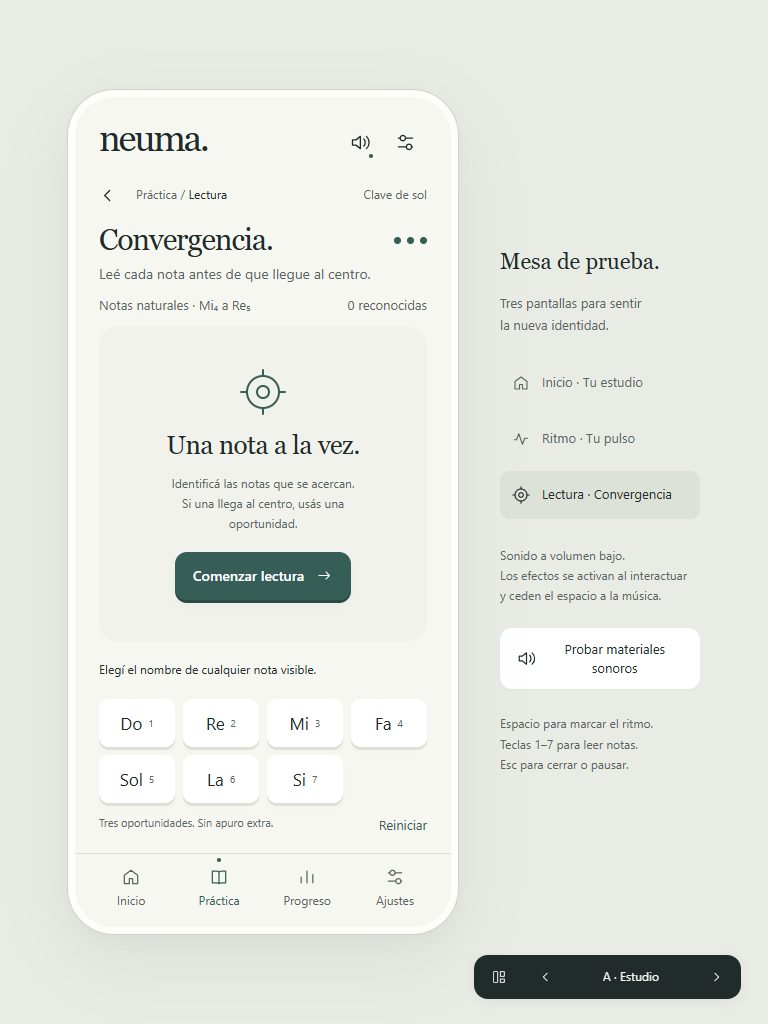 neuma.
Práctica / Lectura
Clave de sol
Convergencia.
Leé cada nota antes de que llegue al centro.
Notas naturales · Mi₄ a Re₅
0 reconocidas
Una nota a la vez.
Identificá las notas que se acercan.
Si una llega al centro, usás una
oportunidad.
Comenzar lectura →
Elegí el nombre de cualquier nota visible.
Do 1
Re 2
Mi 3
Fa 4
Sol 5
La 6
Si 7
Tres oportunidades. Sin apuro extra.
Reiniciar
Inicio
Práctica
Progreso
Ajustes
Mesa de prueba.
Tres pantallas para sentir
la nueva identidad.
Inicio · Tu estudio
Ritmo · Tu pulso
Lectura · Convergencia
Sonido a volumen bajo.
Los efectos se activan al interactuar
y ceden el espacio a la música.
Probar materiales
sonoros
Espacio para marcar el ritmo.
Teclas 1–7 para leer notas.
Esc para cerrar o pausar.
A · Estudio